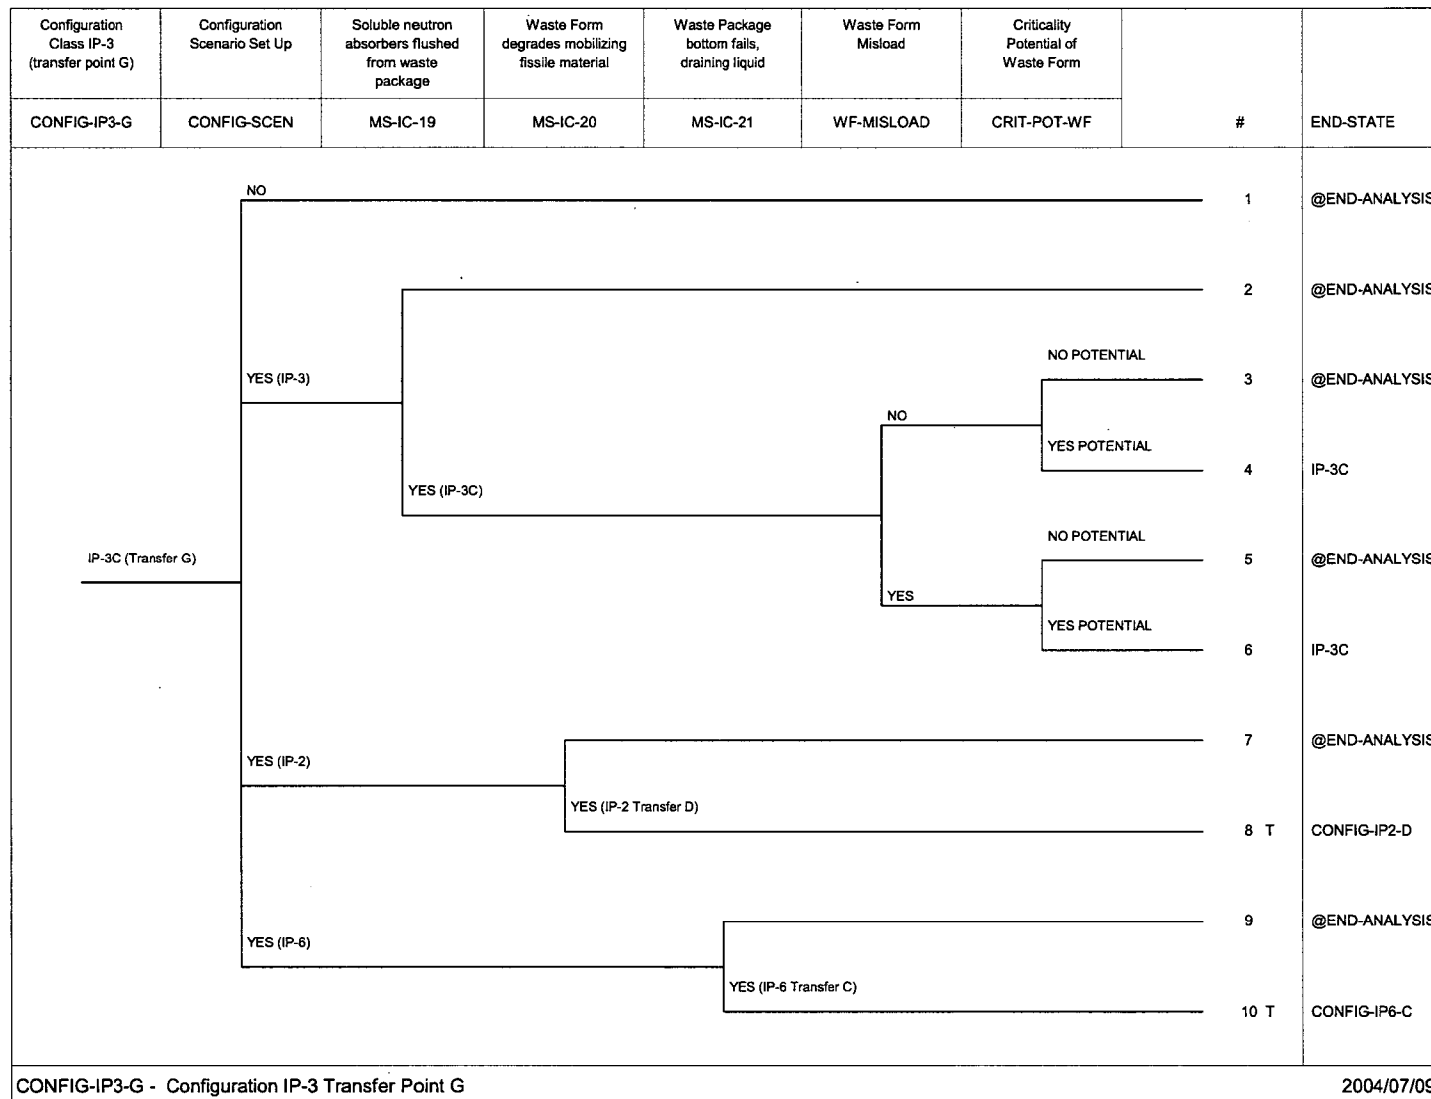 Configuration
Class IP-3
(transfer point G)
Configuration
Scenario Set Up
Soluble neutron
absorbers flushed
from waste
package
Waste Form
degrades mobilizing
fissile material
Waste Package
bottom fails,
draining liquid
Waste Form
Misload
Criticality
Potential of
Waste Form
CONFIG-IP3-G CONFIG-SCEN MS-IC-19 MS-IC-20 MS-IC-21 WF-MISLOAD CRIT-POT-WF # END-STATE
NO
1 @END-ANALYSIS
2 @END-ANALYSIS
NO POTENTIAL
YES (IP-3)
3 @END-ANALYSIS
NO
YES POTENTIAL
4 IP-3C
YES (IP-3C)
NO POTENTIAL
IP-3C (Transfer G)
5 @END-ANALYSIS
YES
YES POTENTIAL
6 IP-3C
7 @END-ANALYSIS
YES (IP-2)
YES (IP-2 Transfer D)
8 T CONFIG-IP2-D
9 @END-ANALYSIS
YES (IP-6)
YES (IP-6 Transfer C)
10 T CONFIG-IP6-C
CONFIG-IP3-G - Configuration IP-3 Transfer Point G 2004/07/09